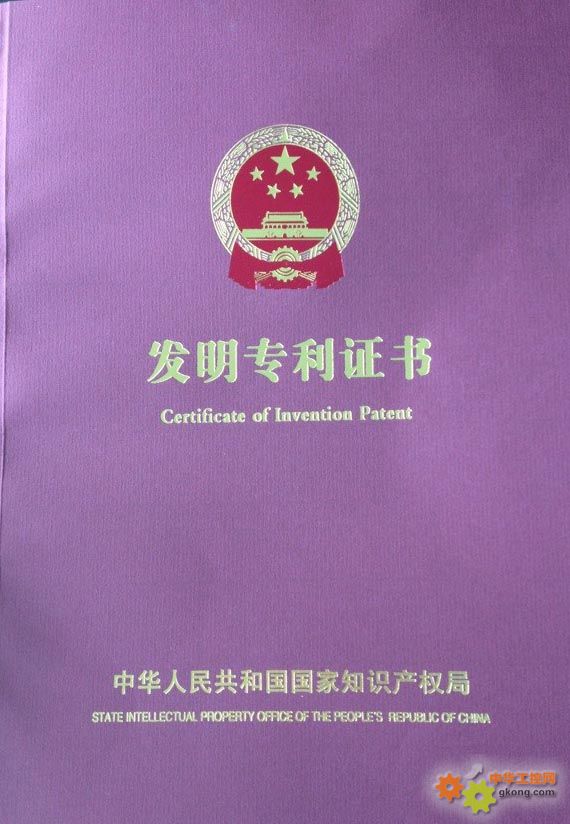 发明专利证书
Certificate of Invention Patent
中华人民共和国国家知识产权局
STATE INTELLECTUAL PROPERTY OFFICE OF THE PEOPLE'S REPUBLIC OF CHINA
中华工控网
gkong.com